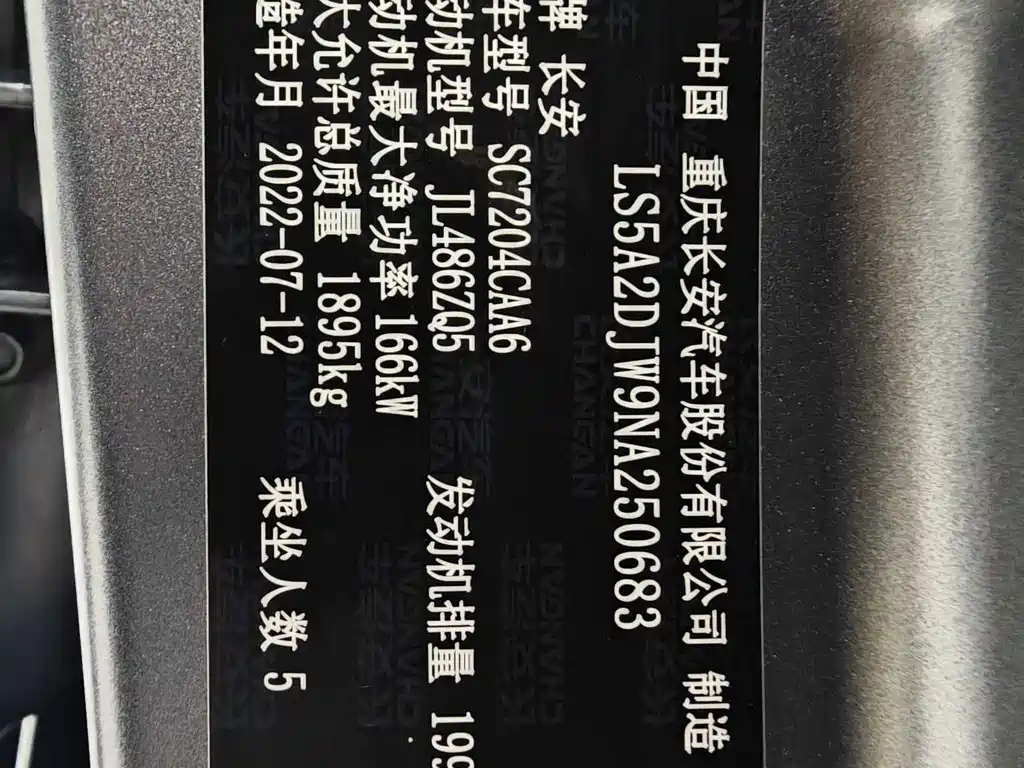 中国 重庆长安汽车股份有限公司 制造
LS5A2DJW9NA250683
牌 长安
车型号 SC7204CAA6
动机型号 JL486ZQ5 发动机排量 199
动机最大净功率 166kW
大允许总质量 1895kg
造年月 2022-07-12 乘坐人数 5